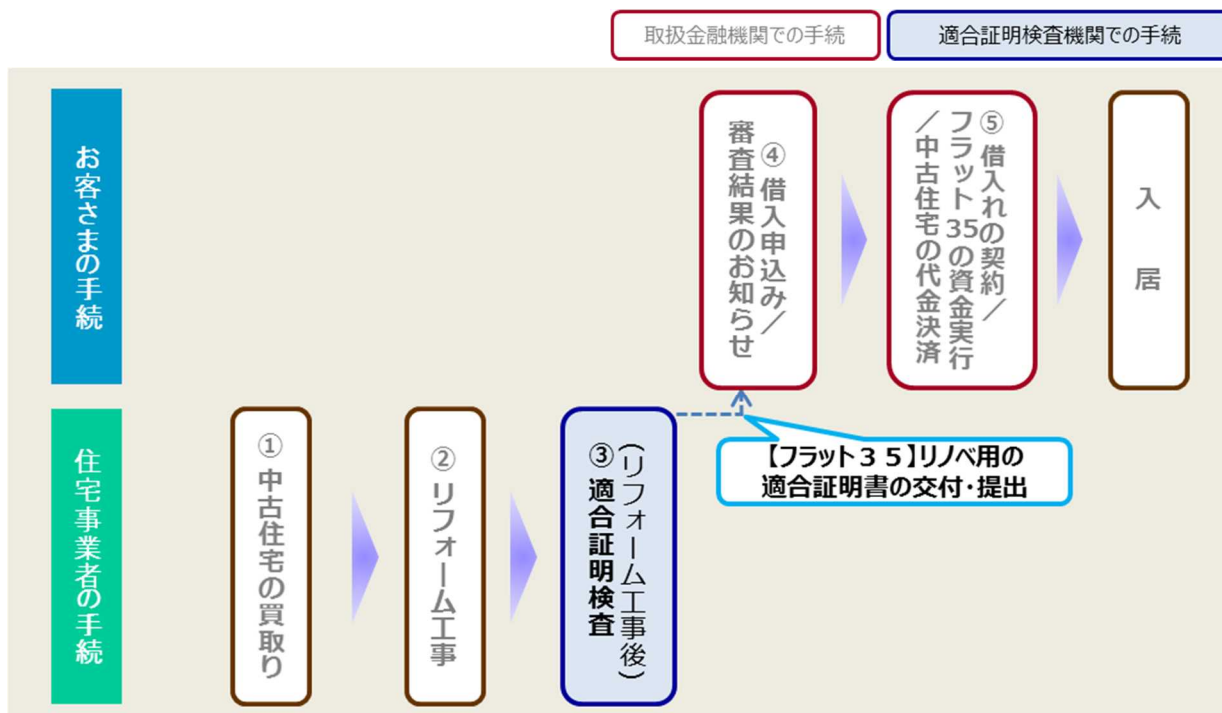 取扱金融機関での手続
適合証明検査機関での手続
お客さまの手続
④借入申込み／
審査結果のお知らせ
⑤借入れの契約／
フラット35の資金実行
／中古住宅の代金決済
入居
住宅事業者の手続
①中古住宅の買取り
②リフォーム工事
（リフォーム工事後）
③適合証明検査
【フラット３５】リノベ用の
適合証明書の交付・提出